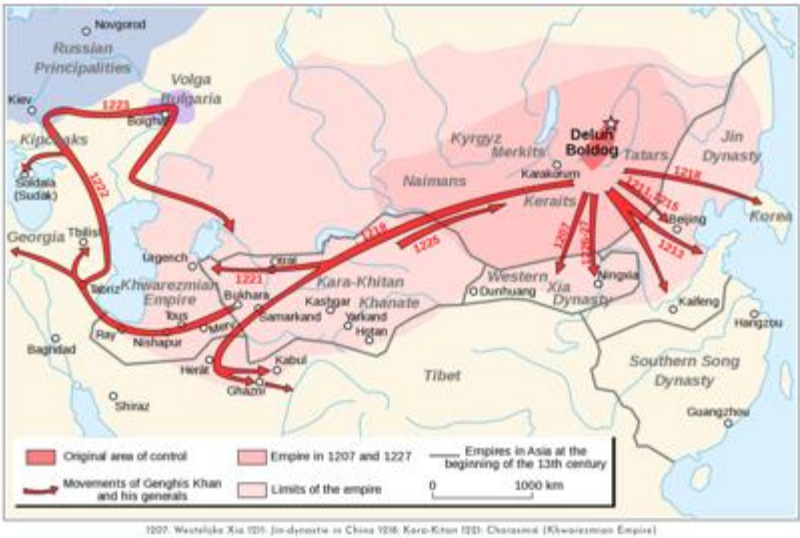 Novgorod
Russian
Principalities
Kiev
1223
Volga
Bulgaria
Bolghar
Kipchaks
Soldaia
(Sudak)
1222
Georgia
Tbilisi
Tabriz
Urgench
Khwarezmian
Empire
Otrar
1221
Bukhara
Samarkand
Tous
Merv
Ray
Nishapur
Herat
Kabul
Ghazni
Baghdad
Shiraz
1219
1225
Kara-Khitan
Khanate
Kashgar
Yarkand
Hotan
Kyrgyz
Merkits
Naimans
Karakorum
Keraits
Delun
Boldog
Tatars
Jin
Dynasty
1218
1211-1215
Beijing
Korea
1213
1207
1226-27
Western
Xia
Dynasty
Dunhuang
Ningxia
Kaifeng
Hangzou
Tibet
Southern Song
Dynasty
Guangzhou
Original area of control
Empire in 1207 and 1227
Empires in Asia at the
beginning of the 13th century
Movements of Genghis Khan
and his generals
Limits of the empire
0 1000 km
1207: Westelijke Xia 1211: Jin-dynastie in China 1218: Kara-Kitan 1221: Chorasmië (Khwarezmian Empire)